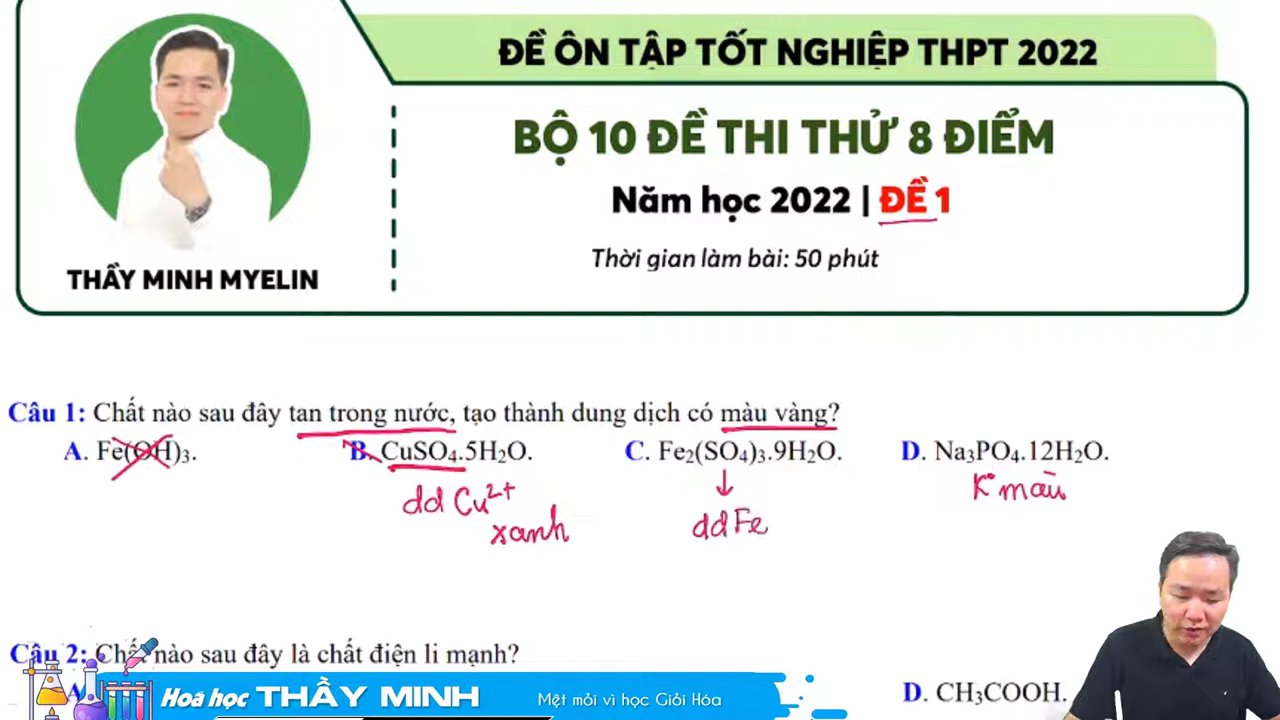 ĐỀ ÔN TẬP TỐT NGHIỆP THPT 2022
BỘ 10 ĐỀ THI THỬ 8 ĐIỂM
Năm học 2022 | ĐỀ 1
Thời gian làm bài: 50 phút
THẦY MINH MYELIN
Câu 1: Chất nào sau đây tan trong nước, tạo thành dung dịch có màu vàng?
A. Fe(OH)₃. B. CuSO₄.5H₂O. C. Fe₂(SO₄)₃.9H₂O. D. Na₃PO₄.12H₂O.
dd Cu²⁺ xanh
dd Fe
K° màu
Câu 2: Chất nào sau đây là chất điện li mạnh?
A D. CH₃COOH.
Hoá học THẦY MINH Mệt mỏi vì học Giỏi Hóa